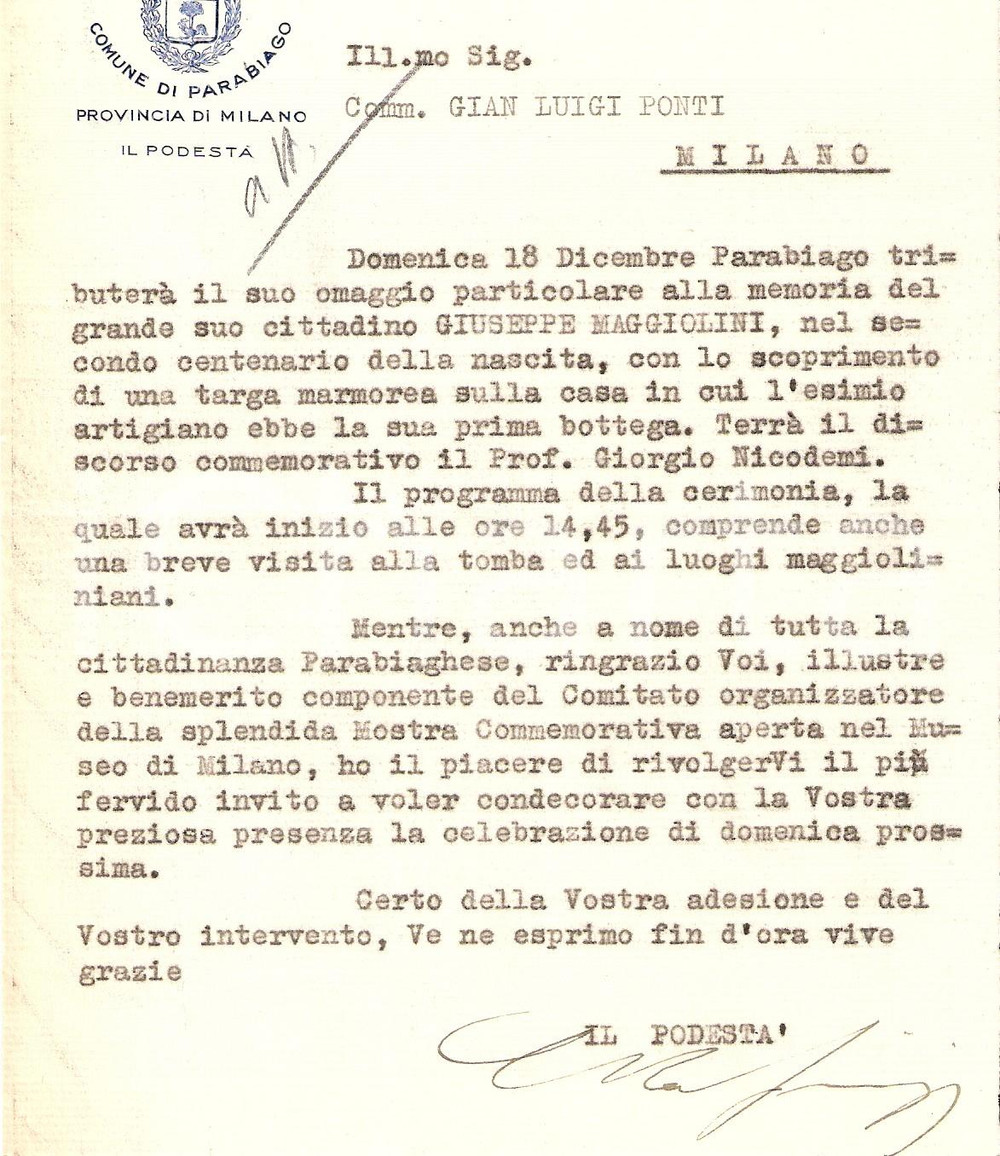 COMUNE DI PARABIAGO
PROVINCIA Di MILANO
IL PODESTÁ
Ill.mo Sig.
Comm. GIAN LUIGI PONTI
MILANO
Domenica 18 Dicembre Parabiago tri=
buterà il suo omaggio particolare alla memoria del
grande suo cittadino GIUSEPPE MAGGIOLINI, nel se=
condo centenario della nascita, con lo scoprimento
di una targa marmorea sulla casa in cui l'esimio
artigiano ebbe la sua prima bottega. Terrà il di=
scorso commemorativo il Prof. Giorgio Nicodemi.
Il programma della cerimonia, la
quale avrà inizio alle ore 14,45, comprende anche
una breve visita alla tomba ed ai luoghi maggioli=
niani.
Mentre, anche a nome di tutta la
cittadinanza Parabiaghese, ringrazio Voi, illustre
e benemerito componente del Comitato organizzatore
della splendida Mostra Commemorativa aperta nel Mu=
seo di Milano, ho il piacere di rivolgerVi il più
fervido invito a voler condecorare con la Vostra
preziosa presenza la celebrazione di domenica pros=
sima.
Certo della Vostra adesione e del
Vostro intervento, Ve ne esprimo fin d'ora vive
grazie
IL PODESTA'